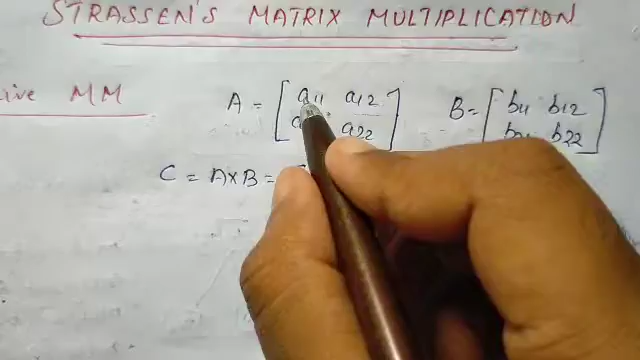 STRASSEN'S MATRIX MULTIPLICATION
MM
A = [ a11 a12
a22 ]
B = [ b11 b12
b22 ]
C = A×B =